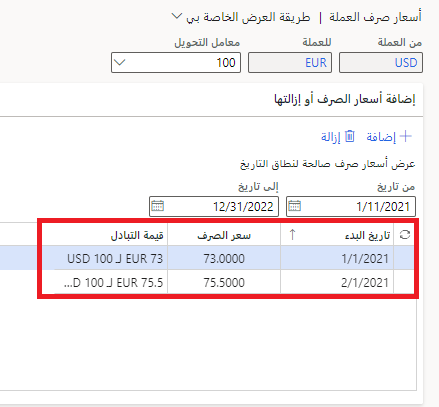 أسعار صرف العملة | طريقة العرض الخاصة بي
من العملة للعملة معامل التحويل
USD EUR 100
إضافة أسعار الصرف أو إزالتها
إضافة إزالة
عرض أسعار صرف صالحة لنطاق التاريخ
من تاريخ إلى تاريخ
1/11/2021 12/31/2022
تاريخ البدء سعر الصرف قيمة التبادل
1/1/2021 73.0000 73 EUR لـ 100 USD
2/1/2021 75.5000 75.5 EUR لـ 100 D...